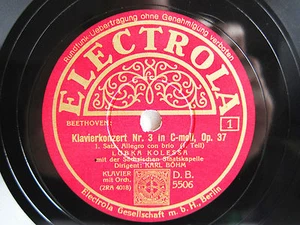 Rundfunk-Uebertragung ohne Genehmigung verboten
ELECTROLA
BEETHOVEN:
1
Klavierkonzert Nr. 3 in C-moll, Op. 37
1. Satz: Allegro con brio (1. Teil)
LUBKA KOLESSA
mit der Sächsischen Staatskapelle
Dirigent: KARL BÖHM
KLAVIER
mit Orch.
(2RA 4018)
D.B.
5506
Electrola Gesellschaft m.b.H., Berlin